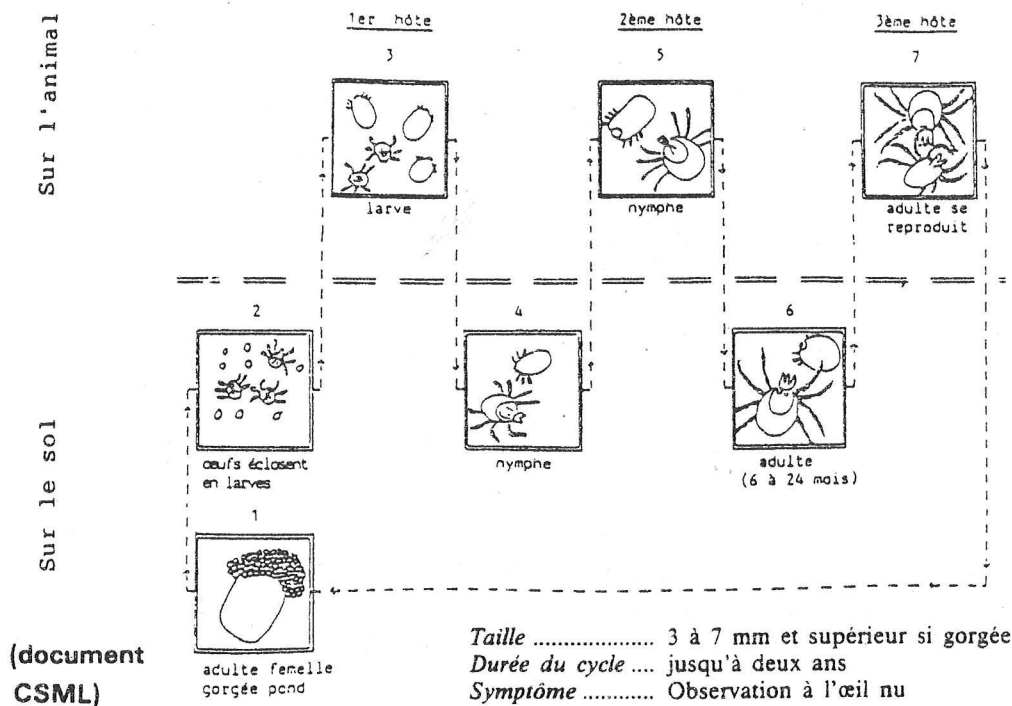 1er hôte
2ème hôte
3ème hôte
Sur l'animal
3
5
7
larve
nymphe
adulte se
reproduit
Sur le sol
2
4
6
œufs éclosent
en larves
nymphe
adulte
(6 à 24 mois)
1
adulte femelle
gorgée pond
(document
CSML)
Taille ................... 3 à 7 mm et supérieur si gorgée
Durée du cycle .... jusqu'à deux ans
Symptôme ............ Observation à l'œil nu